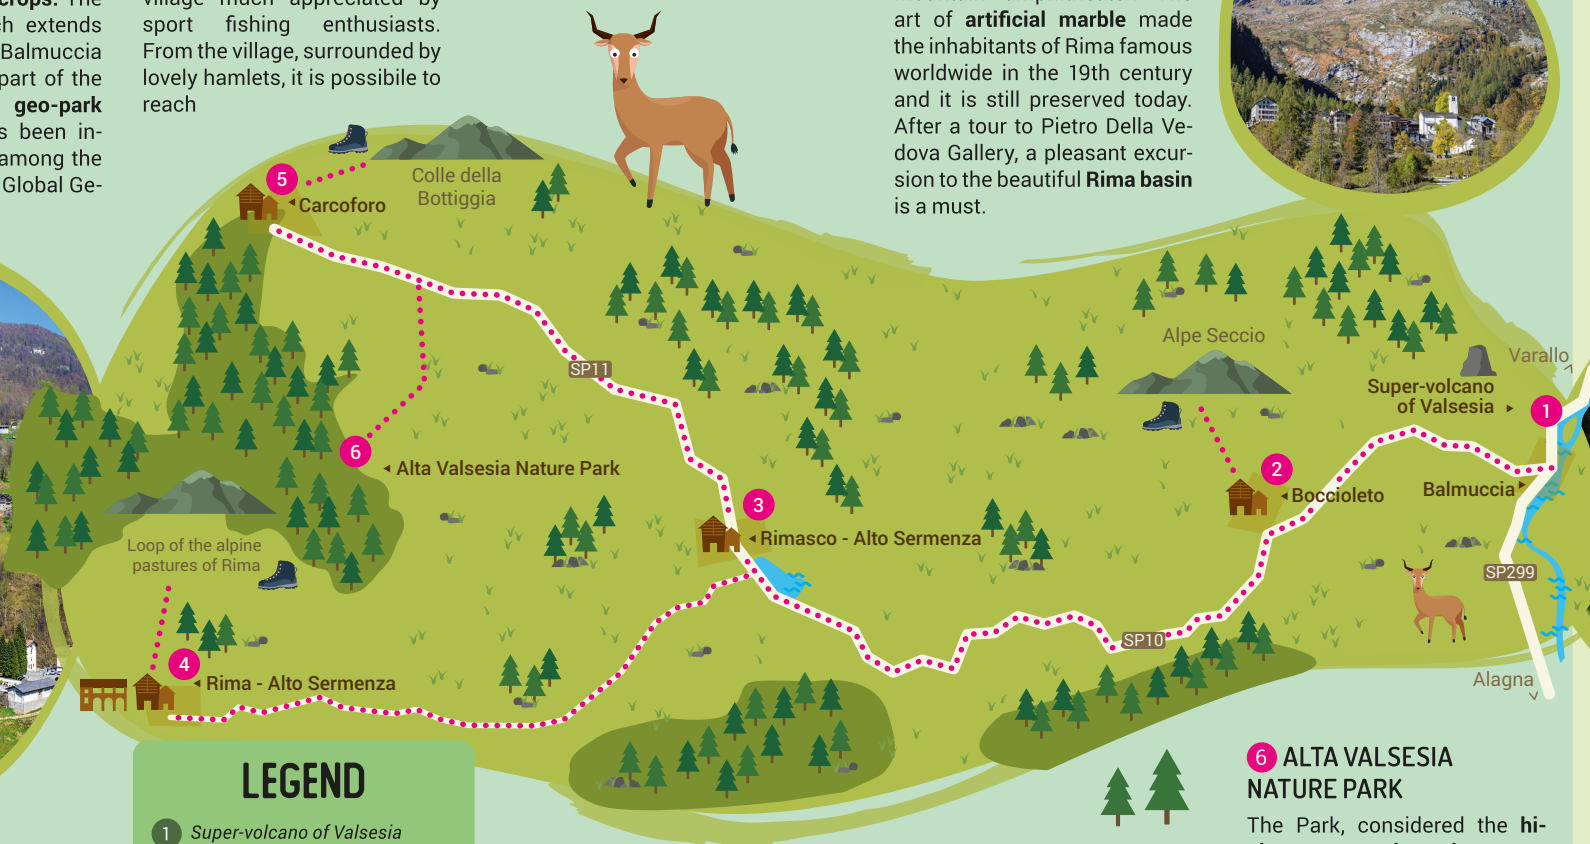 crops. The
ch extends
Balmuccia
part of the
geo-park
s been in-
among the
Global Ge-
village much appreciated by
sport fishing enthusiasts.
From the village, surrounded by
lovely hamlets, it is possibile to
reach
art of artificial marble made
the inhabitants of Rima famous
worldwide in the 19th century
and it is still preserved today.
After a tour to Pietro Della Ve-
dova Gallery, a pleasant excur-
sion to the beautiful Rima basin
is a must.
5
Carcoforo
Colle della
Bottiggia
SP11
Alpe Seccio
Varallo
Super-volcano
of Valsesia
1
6
Alta Valsesia Nature Park
2
Boccioleto
Balmuccia
3
Rimasco - Alto Sermenza
Loop of the alpine
pastures of Rima
SP299
SP10
4
Rima - Alto Sermenza
Alagna
LEGEND
1 Super-volcano of Valsesia
6 ALTA VALSESIA
NATURE PARK
The Park, considered the hi-